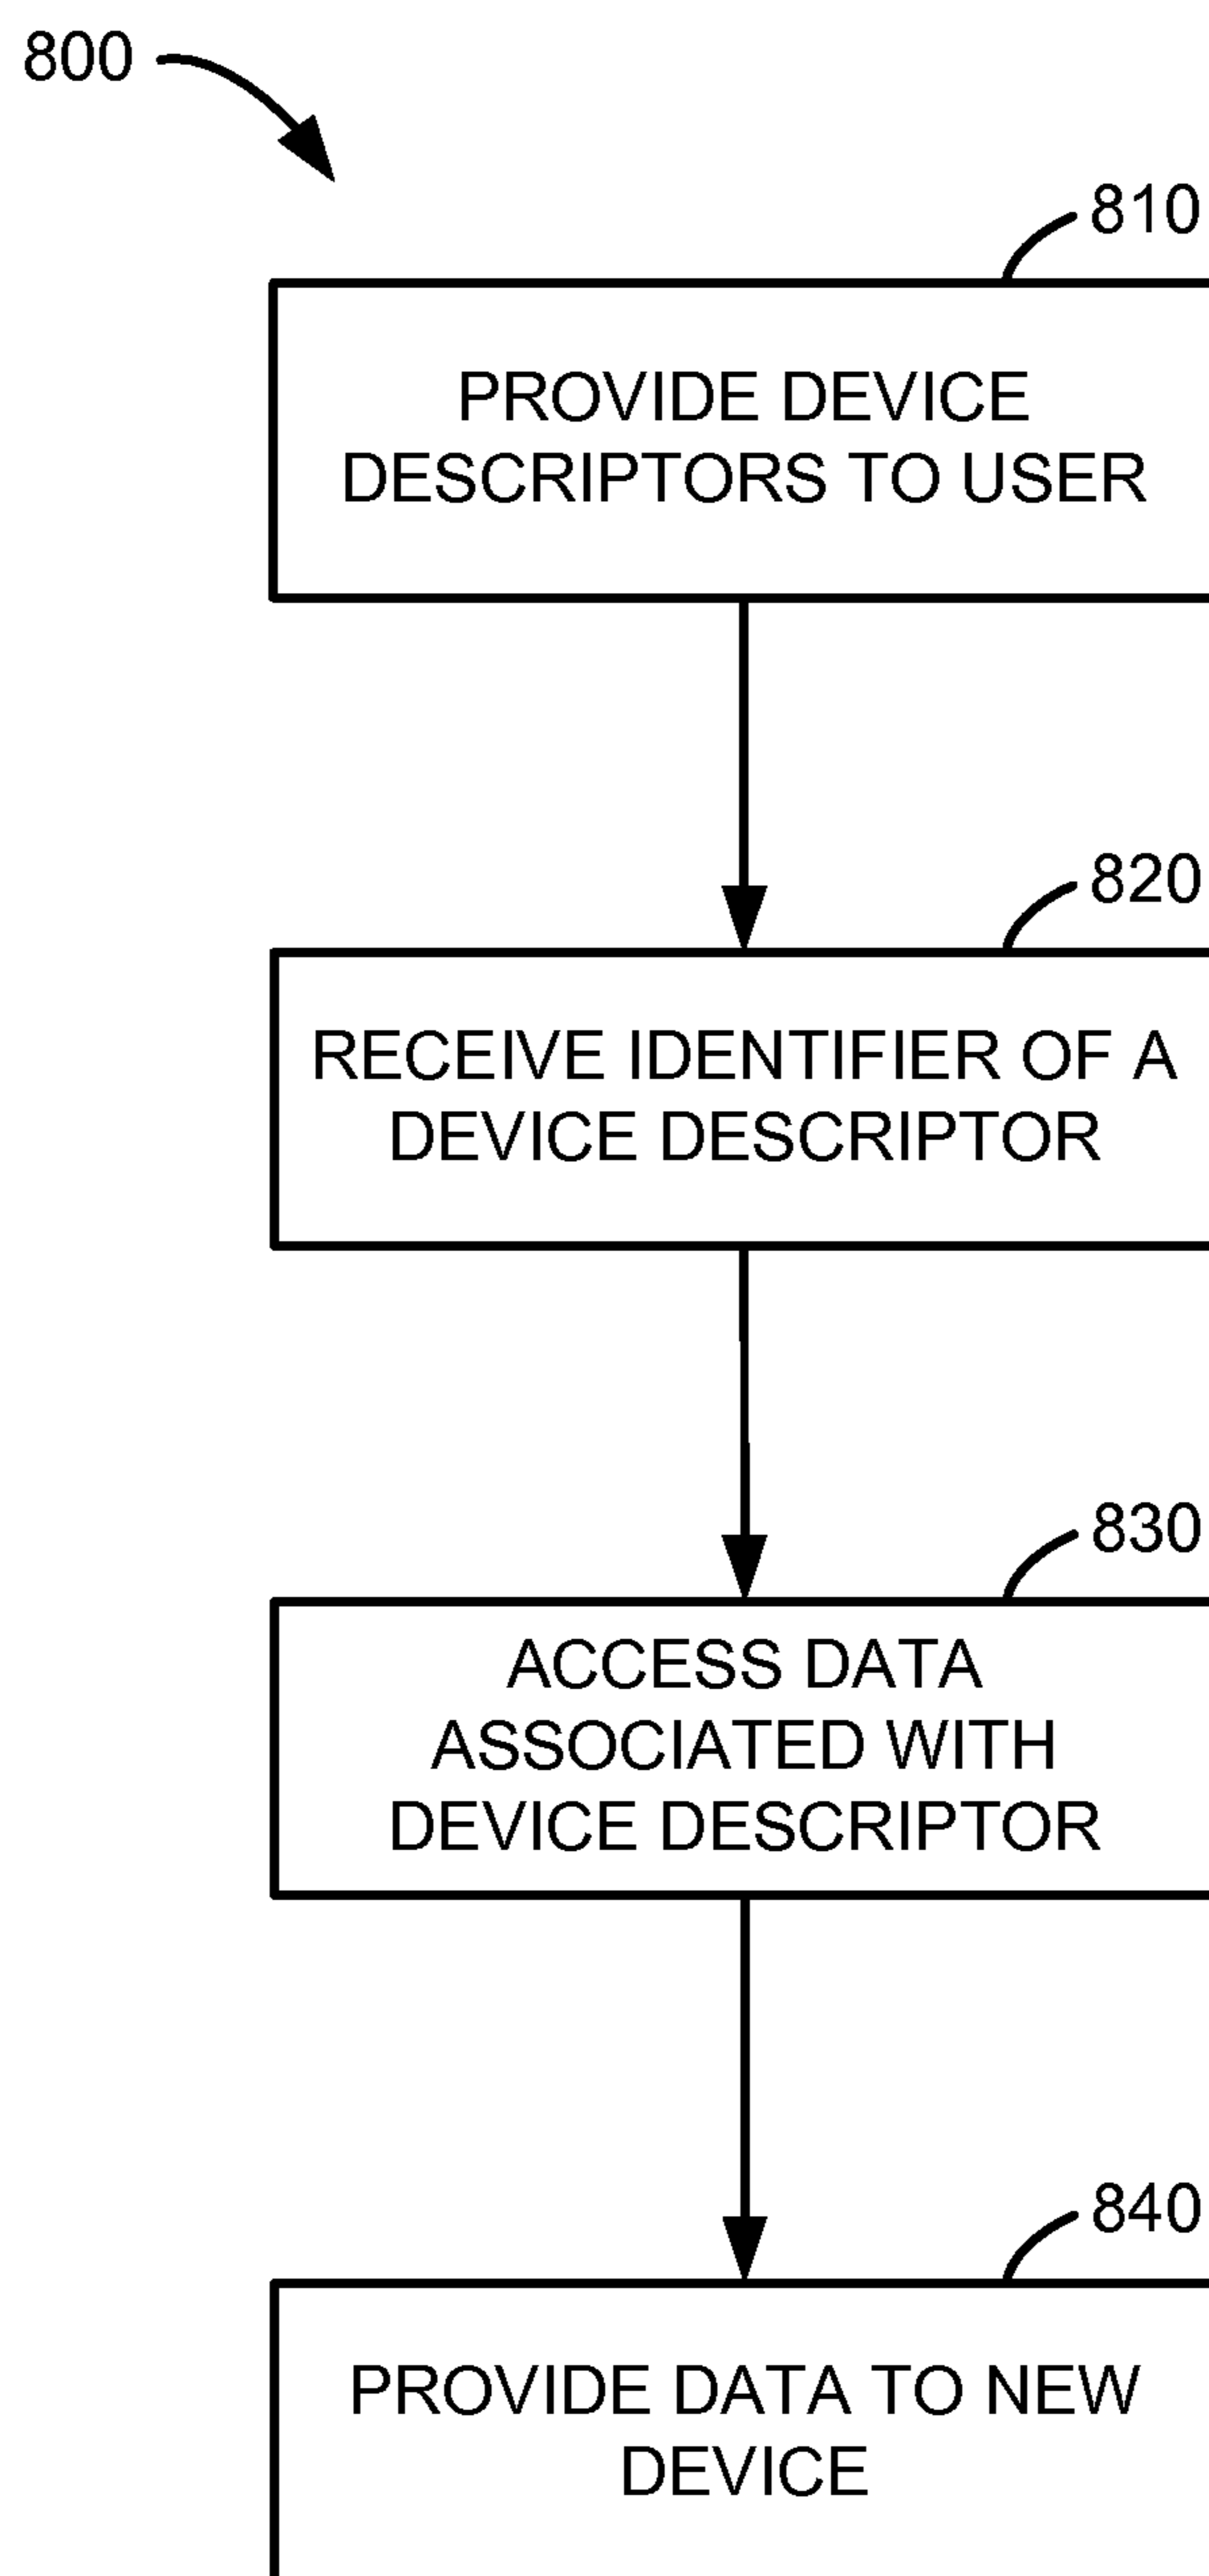 800
810
PROVIDE DEVICE
DESCRIPTORS TO USER
820
RECEIVE IDENTIFIER OF A
DEVICE DESCRIPTOR
830
ACCESS DATA
ASSOCIATED WITH
DEVICE DESCRIPTOR
840
PROVIDE DATA TO NEW
DEVICE